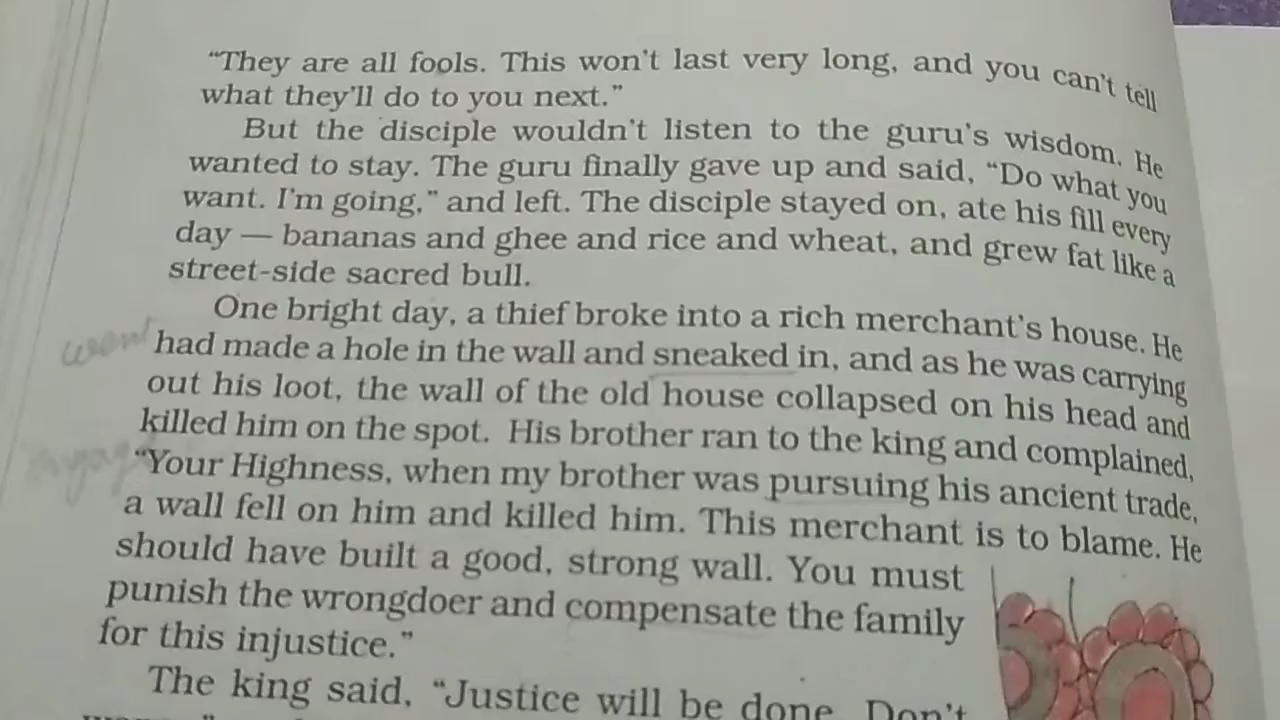 “They are all fools. This won't last very long, and you can't tell
what they'll do to you next.”
But the disciple wouldn't listen to the guru's wisdom. He
wanted to stay. The guru finally gave up and said, “Do what you
want. I'm going,” and left. The disciple stayed on, ate his fill every
day — bananas and ghee and rice and wheat, and grew fat like a
street-side sacred bull.
One bright day, a thief broke into a rich merchant's house. He
went
had made a hole in the wall and sneaked in, and as he was carrying
out his loot, the wall of the old house collapsed on his head and
killed him on the spot. His brother ran to the king and complained,
“Your Highness, when my brother was pursuing his ancient trade,
a wall fell on him and killed him. This merchant is to blame. He
should have built a good, strong wall. You must
punish the wrongdoer and compensate the family
for this injustice.”
The king said, “Justice will be done. Don't